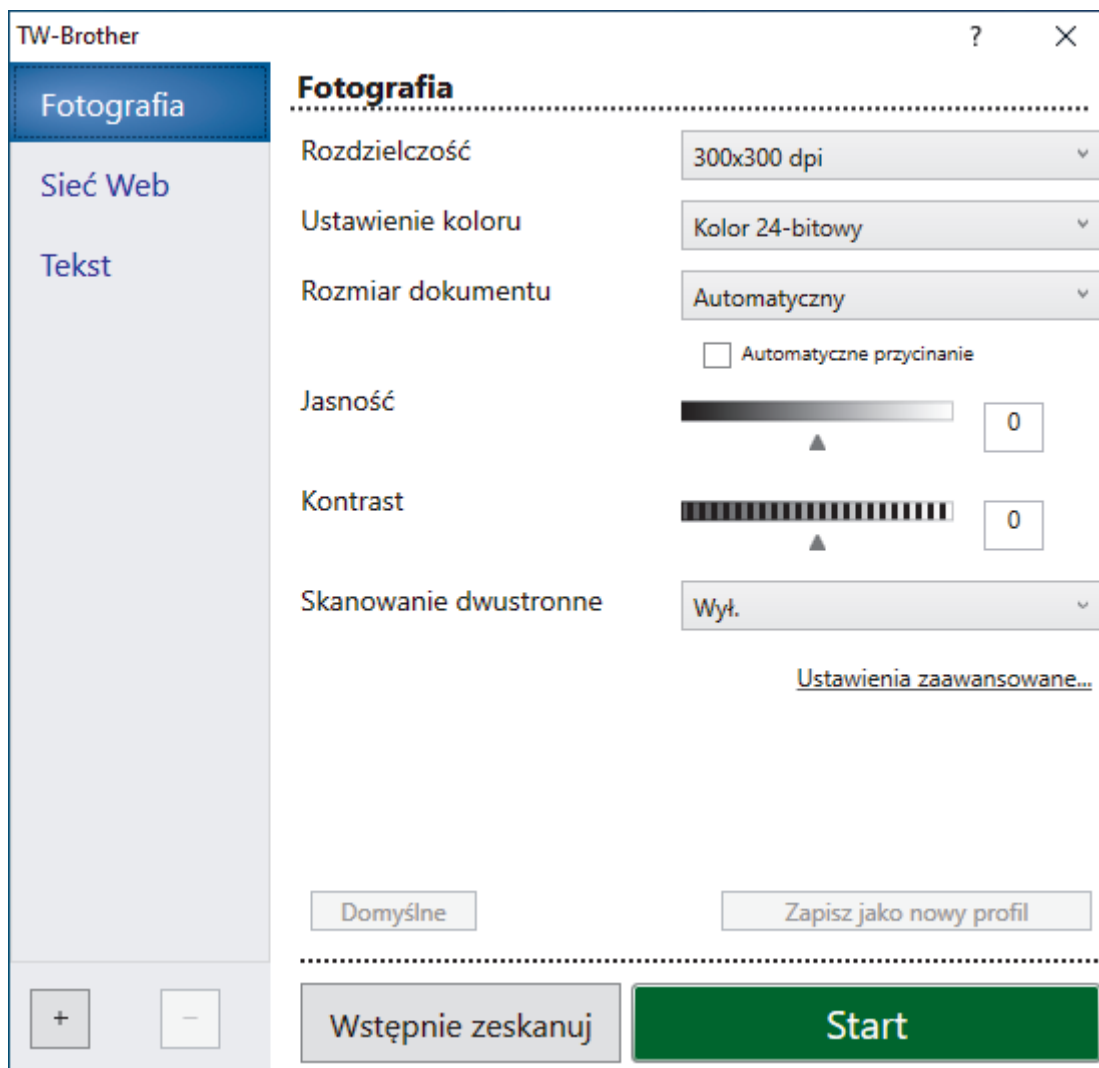 TW-Brother ? ×
Fotografia
Sieć Web
Tekst
+ −
Fotografia
Rozdzielczość 300x300 dpi
Ustawienie koloru Kolor 24-bitowy
Rozmiar dokumentu Automatyczny
Automatyczne przycinanie
Jasność 0
Kontrast 0
Skanowanie dwustronne Wył.
Ustawienia zaawansowane...
Domyślne Zapisz jako nowy profil
Wstępnie zeskanuj Start